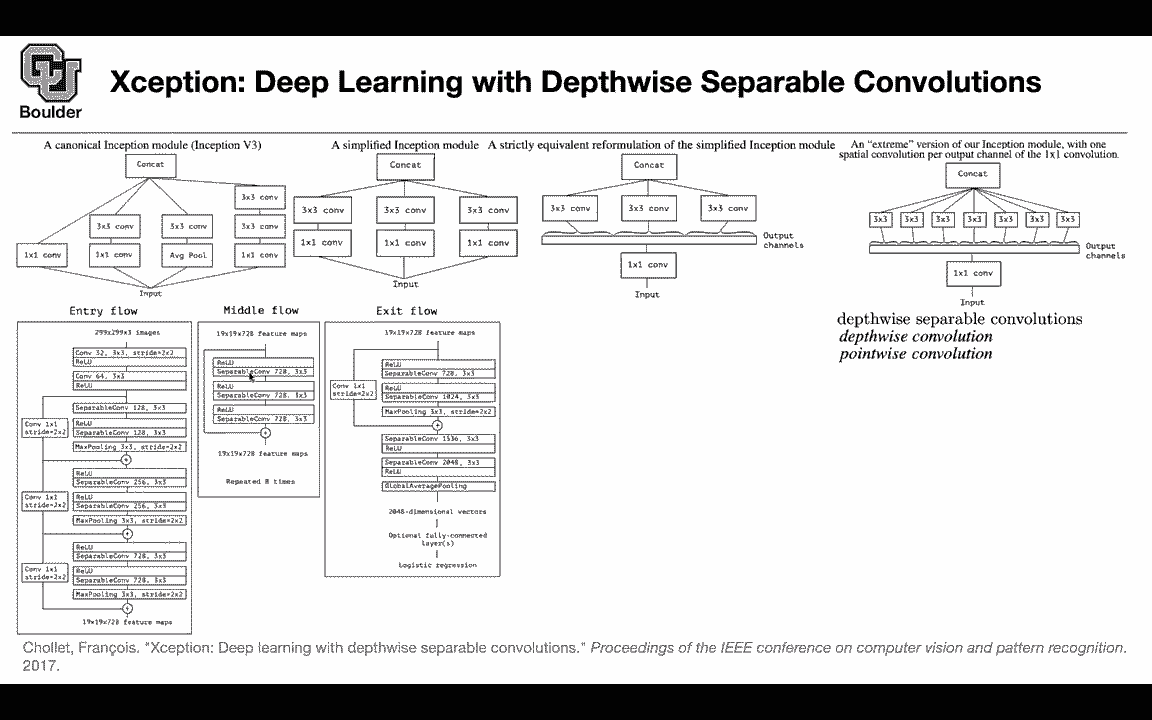 Boulder
Xception: Deep Learning with Depthwise Separable Convolutions
A canonical Inception module (Inception V3)
Concat
3x3 conv
3x3 conv
3x3 conv
3x3 conv
1x1 conv
1x1 conv
Avg Pool
1x1 conv
Input
A simplified Inception module
Concat
3x3 conv
3x3 conv
3x3 conv
1x1 conv
1x1 conv
1x1 conv
Input
A strictly equivalent reformulation of the simplified Inception module
Concat
3x3 conv
3x3 conv
3x3 conv
Output
channels
1x1 conv
Input
An “extreme” version of our Inception module, with one
spatial convolution per output channel of the 1x1 convolution.
Concat
3x3
3x3
3x3
3x3
3x3
3x3
3x3
Output
channels
1x1 conv
Input
depthwise separable convolutions
depthwise convolution
pointwise convolution
Entry flow
299x299x3 images
Conv 32, 3x3, stride=2x2
ReLU
Conv 64, 3x3
ReLU
SeparableConv 128, 3x3
Conv 1x1
stride=2x2
ReLU
SeparableConv 128, 3x3
MaxPooling 3x3, stride=2x2
+
ReLU
SeparableConv 256, 3x3
Conv 1x1
stride=2x2
ReLU
SeparableConv 256, 3x3
MaxPooling 3x3, stride=2x2
+
ReLU
SeparableConv 728, 3x3
Conv 1x1
stride=2x2
ReLU
SeparableConv 728, 3x3
MaxPooling 3x3, stride=2x2
+
19x19x728 feature maps
Middle flow
19x19x728 feature maps
ReLU
SeparableConv 728, 3x3
ReLU
SeparableConv 728, 3x3
ReLU
SeparableConv 728, 3x3
+
19x19x728 feature maps
Repeated 8 times
Exit flow
19x19x728 feature maps
ReLU
SeparableConv 728, 3x3
Conv 1x1
stride=2x2
ReLU
SeparableConv 1024, 3x3
MaxPooling 3x3, stride=2x2
+
SeparableConv 1536, 3x3
ReLU
SeparableConv 2048, 3x3
ReLU
GlobalAveragePooling
2048-dimensional vectors
Optional fully-connected
layer(s)
Logistic regression
Chollet, François. "Xception: Deep learning with depthwise separable convolutions." Proceedings of the IEEE conference on computer vision and pattern recognition.
2017.